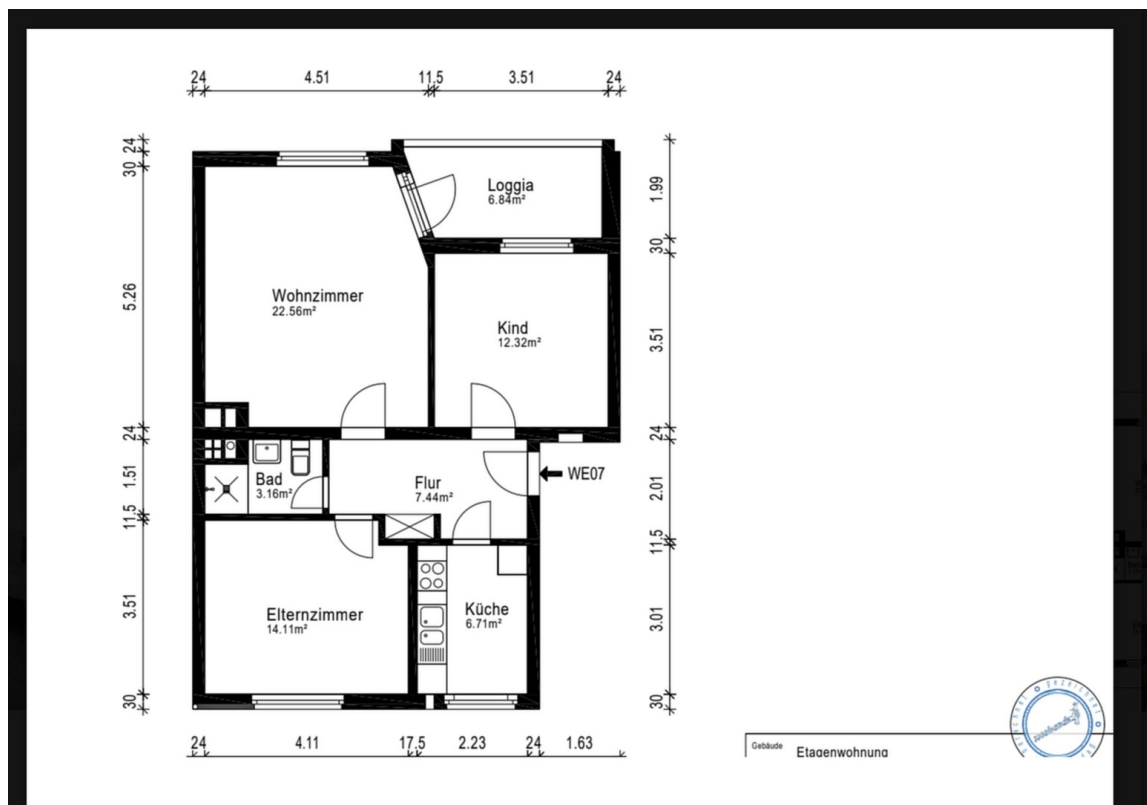 24 4.51 11,5 3.51 24
24
30
5.26
24
1.51
11,5
3.51
30
1.99
30
3.51
24
2.01
11,5
3.01
30
Loggia
6.84m²
Wohnzimmer
22.56m²
Kind
12.32m²
Bad
3.16m²
Flur
7.44m²
WE07
Elternzimmer
14.11m²
Küche
6.71m²
24 4.11 17,5 2.23 24 1.63
Gebäude Etagenwohnung
gezeichnet